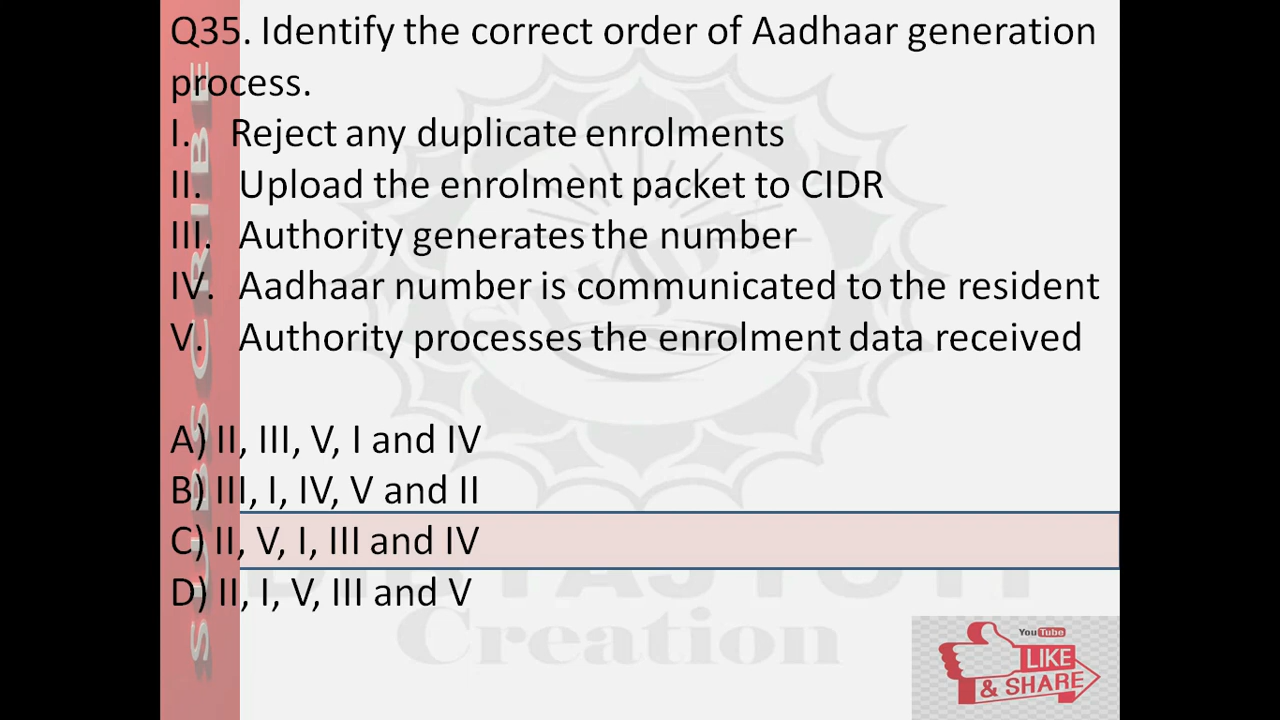 Q35. Identify the correct order of Aadhaar generation
process.
I. Reject any duplicate enrolments
II. Upload the enrolment packet to CIDR
III. Authority generates the number
IV. Aadhaar number is communicated to the resident
V. Authority processes the enrolment data received
A) II, III, V, I and IV
B) III, I, IV, V and II
C) II, V, I, III and IV
D) II, I, V, III and V
Creation
SUBSCRIBE
YouTube
LIKE
& SHARE